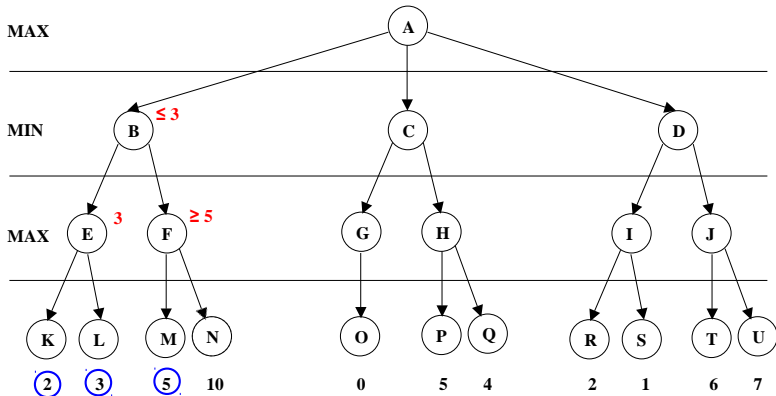 MAX A
≤ 3
MIN B C D
3 ≥ 5
MAX E F G H I J
K L M N O P Q R S T U
2 3 5 10 0 5 4 2 1 6 7